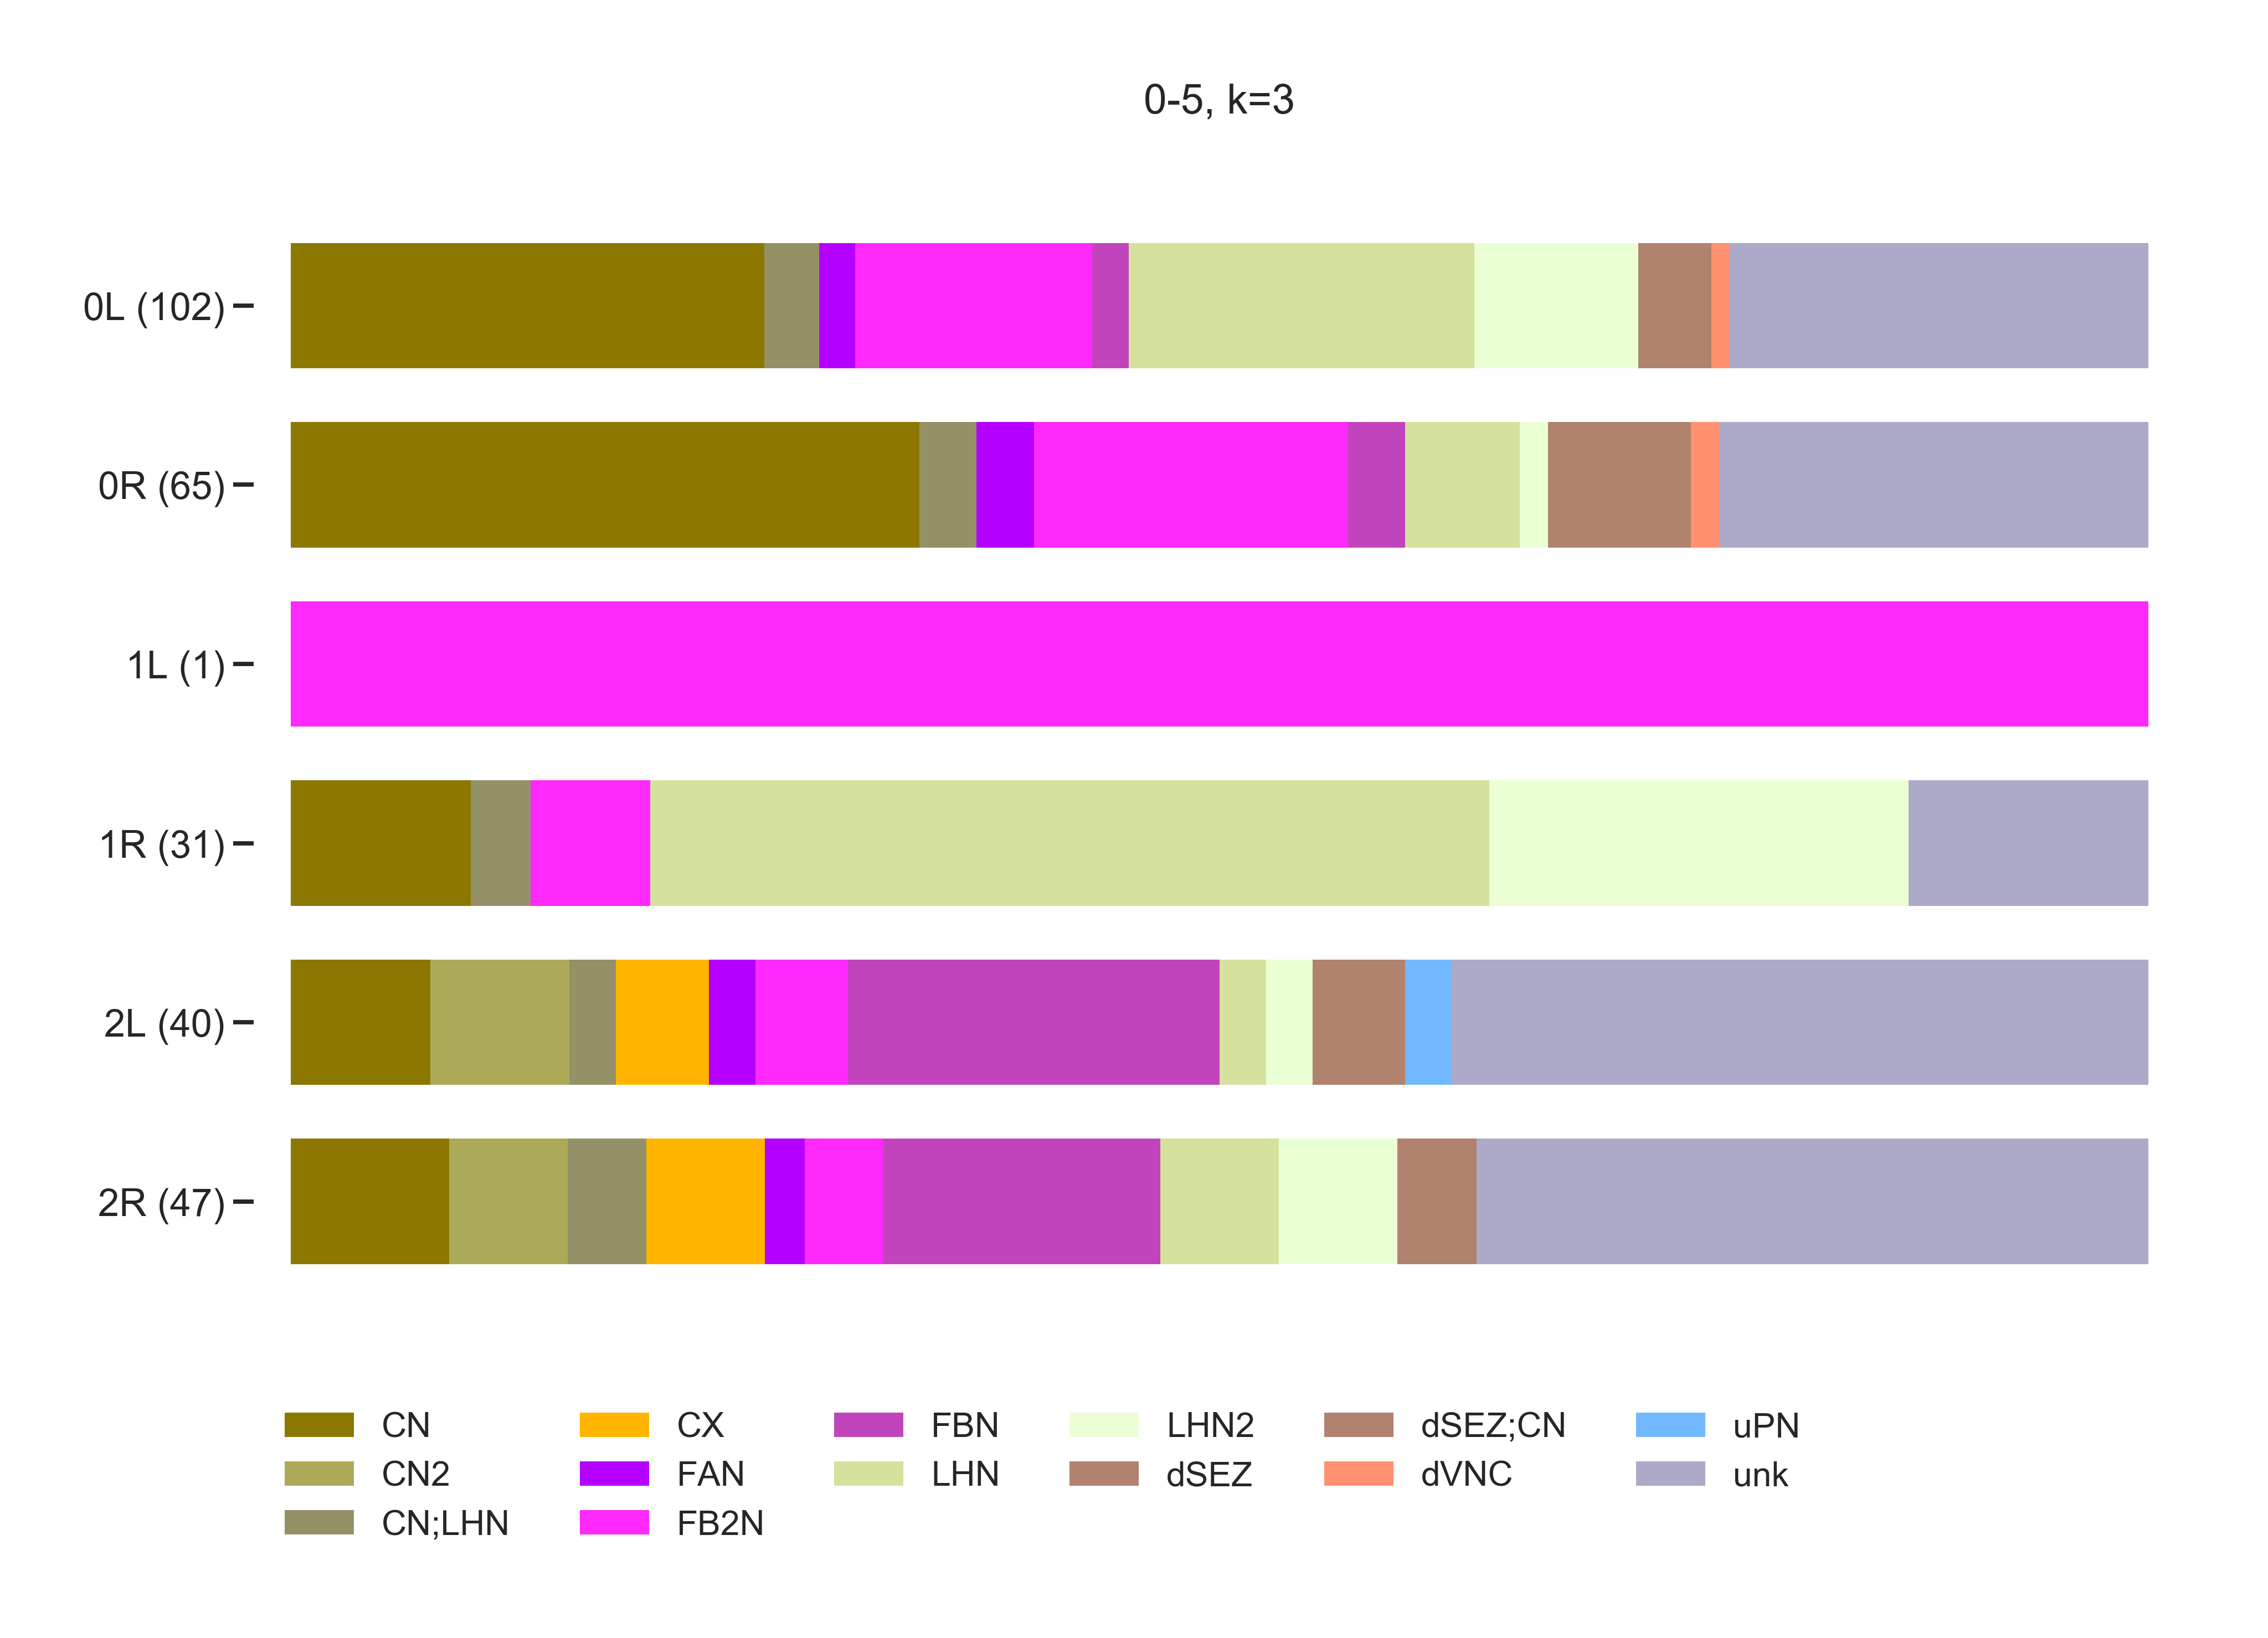 0-5, k=3
0L (102)
0R (65)
1L (1)
1R (31)
2L (40)
2R (47)
CN CX FBN LHN2 dSEZ;CN uPN
CN2 FAN LHN dSEZ dVNC unk
CN;LHN FB2N